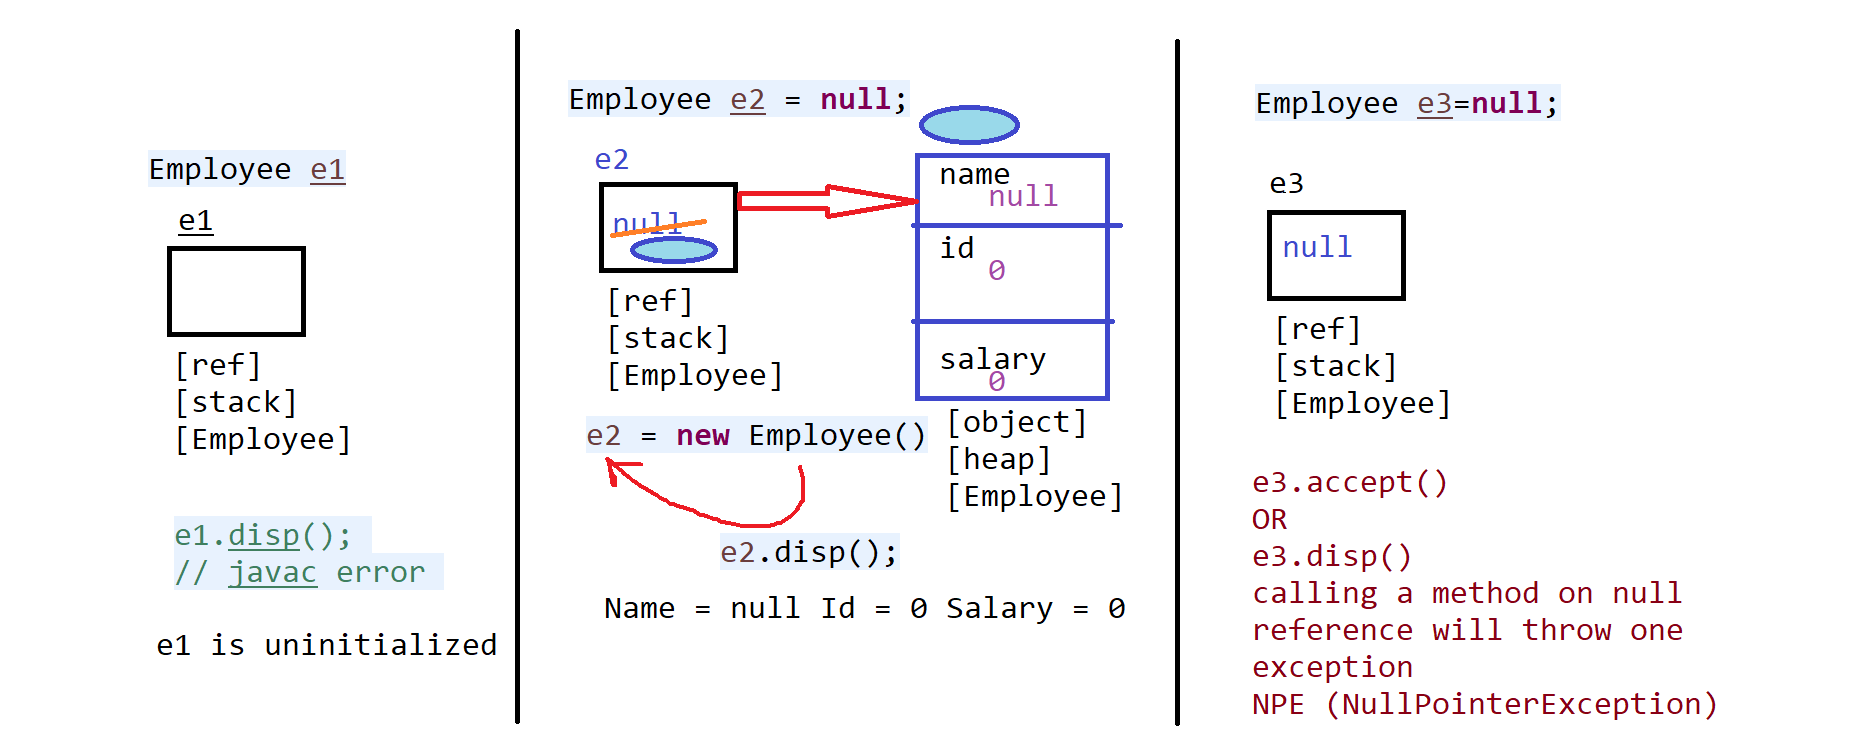 Employee e1
e1
[ref]
[stack]
[Employee]
e1.disp();
// javac error
e1 is uninitialized
Employee e2 = null;
e2
null
[ref]
[stack]
[Employee]
name
null
id
0
salary
0
[object]
[heap]
[Employee]
e2 = new Employee()
e2.disp();
Name = null Id = 0 Salary = 0
Employee e3=null;
e3
null
[ref]
[stack]
[Employee]
e3.accept()
OR
e3.disp()
calling a method on null
reference will throw one
exception
NPE (NullPointerException)